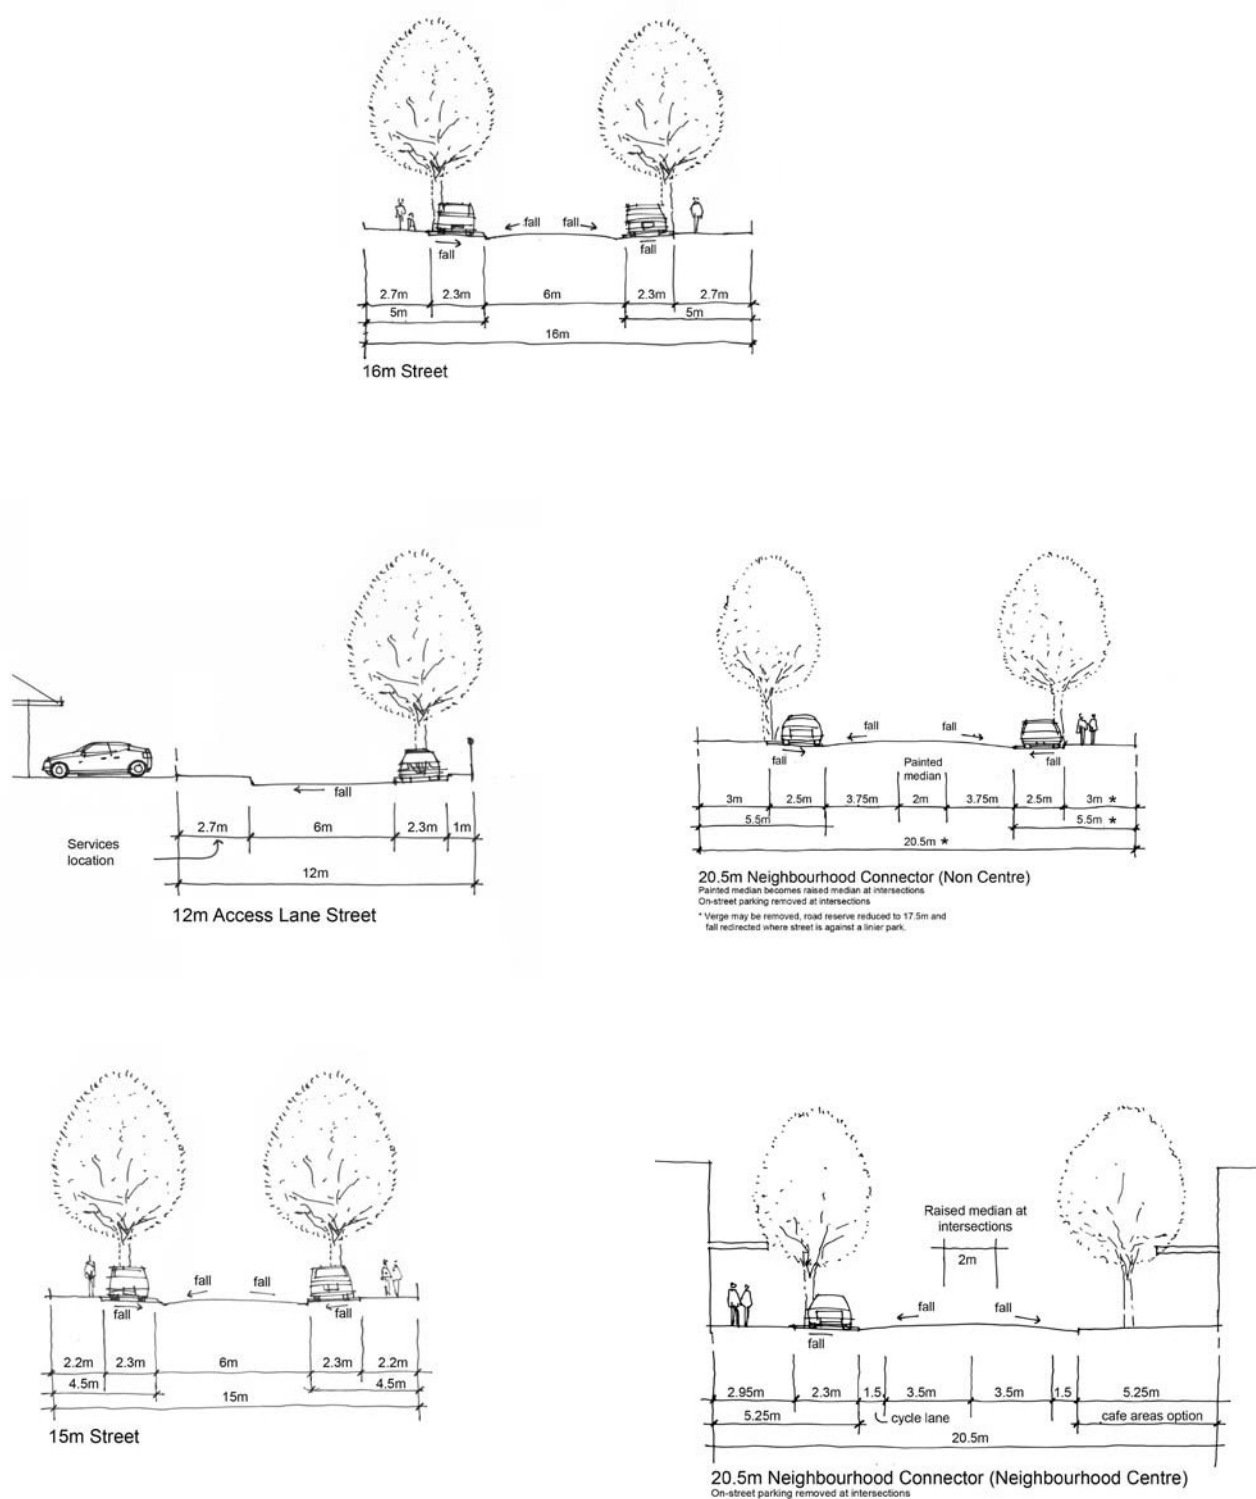 fall fall
fall fall
2.7m 2.3m 6m 2.3m 2.7m
5m 5m
16m
16m Street
fall
2.7m 6m 2.3m 1m
Services
location
12m
12m Access Lane Street
fall fall
fall fall
Painted
median
3m 2.5m 3.75m 2m 3.75m 2.5m 3m *
5.5m 5.5m *
20.5m *
20.5m Neighbourhood Connector (Non Centre)
Painted median becomes raised median at intersections
On-street parking removed at intersections
* Verge may be removed, road reserve reduced to 17.5m and
fall redirected where street is against a linier park.
fall fall
fall fall
2.2m 2.3m 6m 2.3m 2.2m
4.5m 4.5m
15m
15m Street
Raised median at
intersections
2m
fall fall
fall
2.95m 2.3m 1.5 3.5m 3.5m 1.5 5.25m
5.25m cycle lane cafe areas option
20.5m
20.5m Neighbourhood Connector (Neighbourhood Centre)
On-street parking removed at intersections